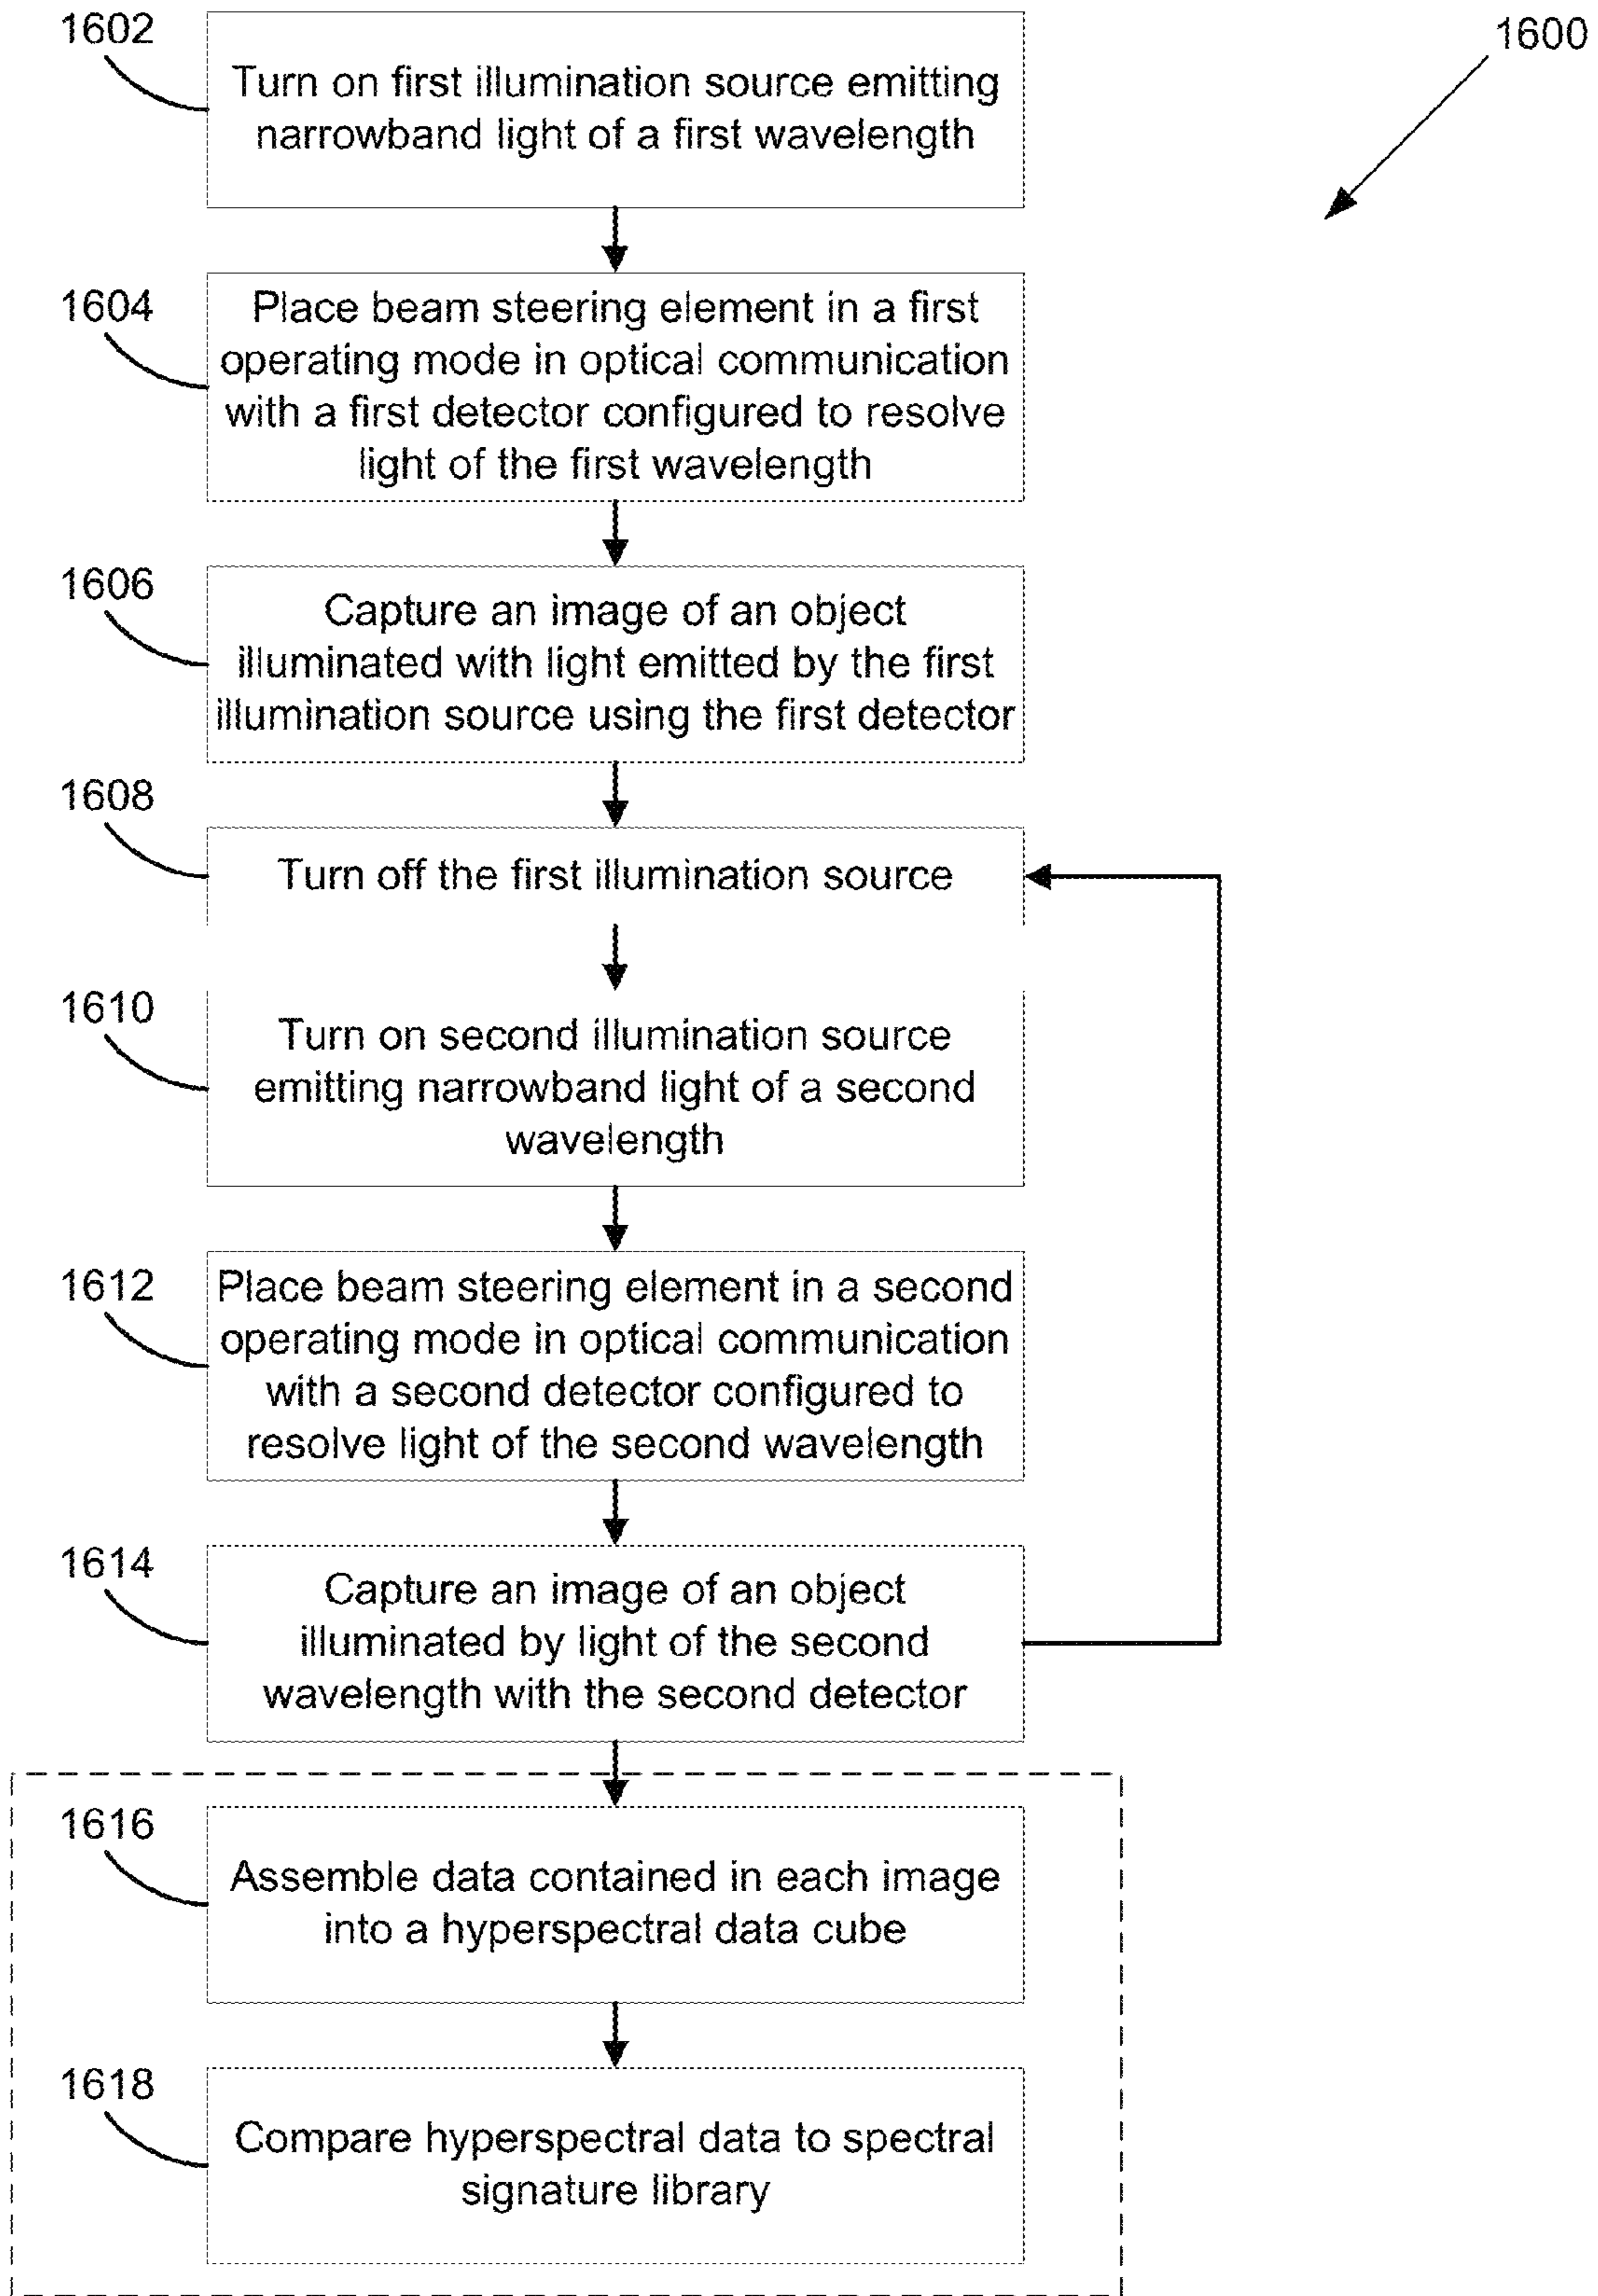 1602
1600
Turn on first illumination source emitting
narrowband light of a first wavelength
1604
Place beam steering element in a first
operating mode in optical communication
with a first detector configured to resolve
light of the first wavelength
1606
Capture an image of an object
illuminated with light emitted by the first
illumination source using the first detector
1608
Turn off the first illumination source
1610
Turn on second illumination source
emitting narrowband light of a second
wavelength
1612
Place beam steering element in a second
operating mode in optical communication
with a second detector configured to
resolve light of the second wavelength
1614
Capture an image of an object
illuminated by light of the second
wavelength with the second detector
1616
Assemble data contained in each image
into a hyperspectral data cube
1618
Compare hyperspectral data to spectral
signature library